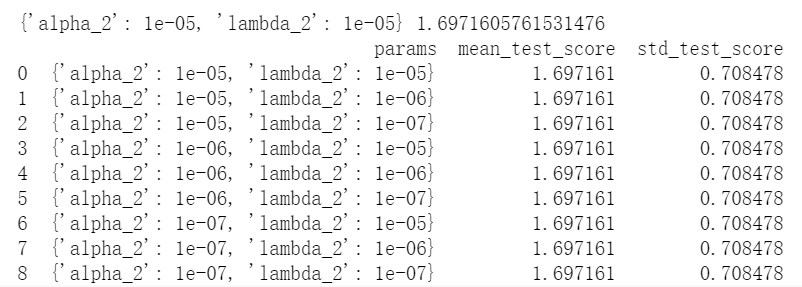 {'alpha_2': 1e-05, 'lambda_2': 1e-05} 1.6971605761531476
params mean_test_score std_test_score
0 {'alpha_2': 1e-05, 'lambda_2': 1e-05} 1.697161 0.708478
1 {'alpha_2': 1e-05, 'lambda_2': 1e-06} 1.697161 0.708478
2 {'alpha_2': 1e-05, 'lambda_2': 1e-07} 1.697161 0.708478
3 {'alpha_2': 1e-06, 'lambda_2': 1e-05} 1.697161 0.708478
4 {'alpha_2': 1e-06, 'lambda_2': 1e-06} 1.697161 0.708478
5 {'alpha_2': 1e-06, 'lambda_2': 1e-07} 1.697161 0.708478
6 {'alpha_2': 1e-07, 'lambda_2': 1e-05} 1.697161 0.708478
7 {'alpha_2': 1e-07, 'lambda_2': 1e-06} 1.697161 0.708478
8 {'alpha_2': 1e-07, 'lambda_2': 1e-07} 1.697161 0.708478